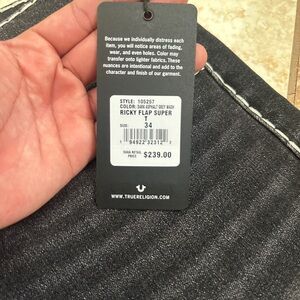 Because we individually distress each
item, you will notice areas of fading,
wear, and even holes. Color may
transfer onto lighter fabrics. These
nuances are intentional and add to the
character and finish of our garment.
STYLE: 105257
COLOR: DARK ASPHALT GREY WASH
RICKY FLAP SUPER
T
SIZE: 34
94922 32312
$239.00
WWW.TRUERELIGION.COM